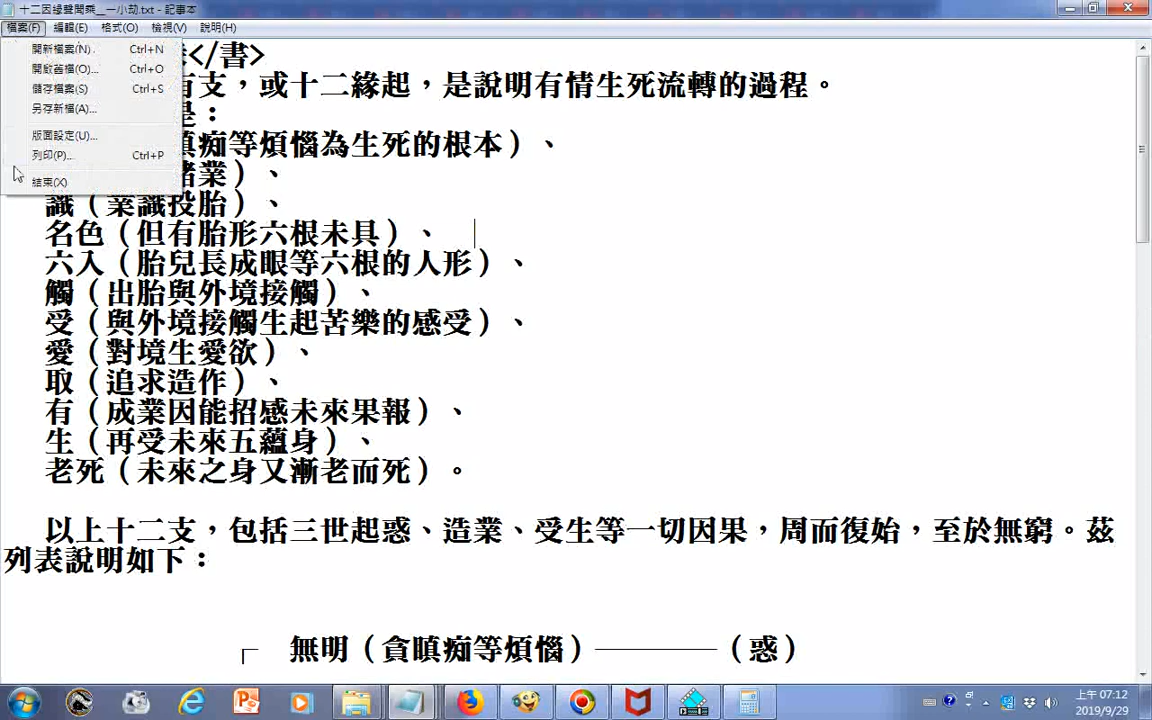 十二因緣聲聞乘__一小劫.txt - 記事本
檔案(F) 編輯(E) 格式(O) 檢視(V) 說明(H)
開新檔案(N) Ctrl+N
開啟舊檔(O)... Ctrl+O
儲存檔案(S) Ctrl+S
另存新檔(A)...
版面設定(U)...
列印(P)... Ctrl+P
結束(X)
</書>
有支，或十二緣起，是說明有情生死流轉的過程。
是：
瞋痴等煩惱為生死的根本）、
諸業）、
識（業識投胎）、
名色（但有胎形六根未具）、
六入（胎兒長成眼等六根的人形）、
觸（出胎與外境接觸）、
受（與外境接觸生起苦樂的感受）、
愛（對境生愛欲）、
取（追求造作）、
有（成業因能招感未來果報）、
生（再受未來五蘊身）、
老死（未來之身又漸老而死）。
以上十二支，包括三世起惑、造業、受生等一切因果，周而復始，至於無窮。茲
列表說明如下：
┌ 無明（貪瞋痴等煩惱）————（惑）
上午 07:12
2019/9/29